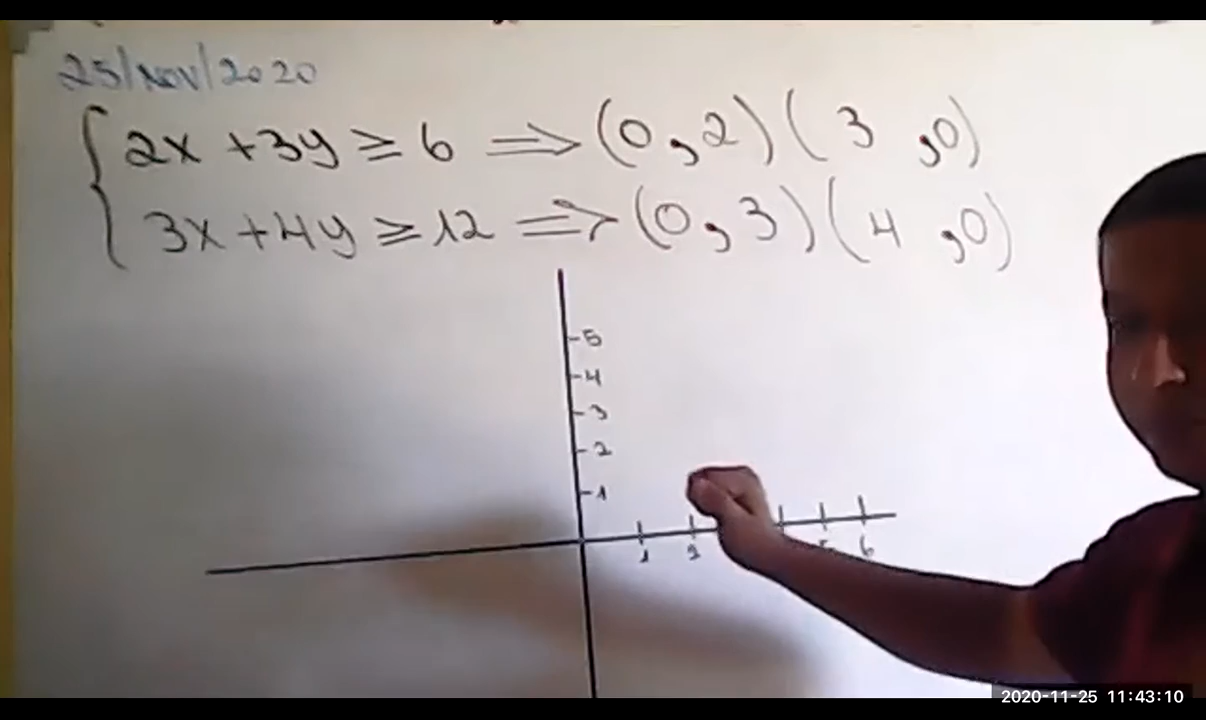 25/Nov/2020
2x + 3y ≥ 6 ⇒ (0, 2) (3, 0)
3x + 4y ≥ 12 ⇒ (0, 3) (4, 0)
5
4
3
2
1
1 2 5 6
2020-11-25 11:43:10